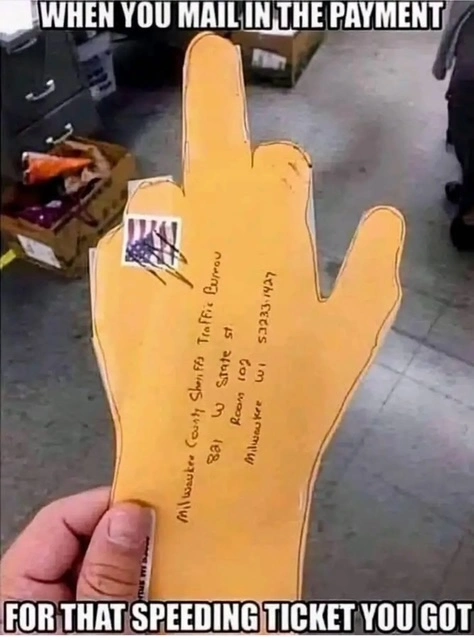 WHEN YOU MAIL IN THE PAYMENT
Milwaukee County Sheriffs Traffic Bureau
821 W State st.
Room 102
Milwaukee WI 53233-1427
FOR THAT SPEEDING TICKET YOU GOT